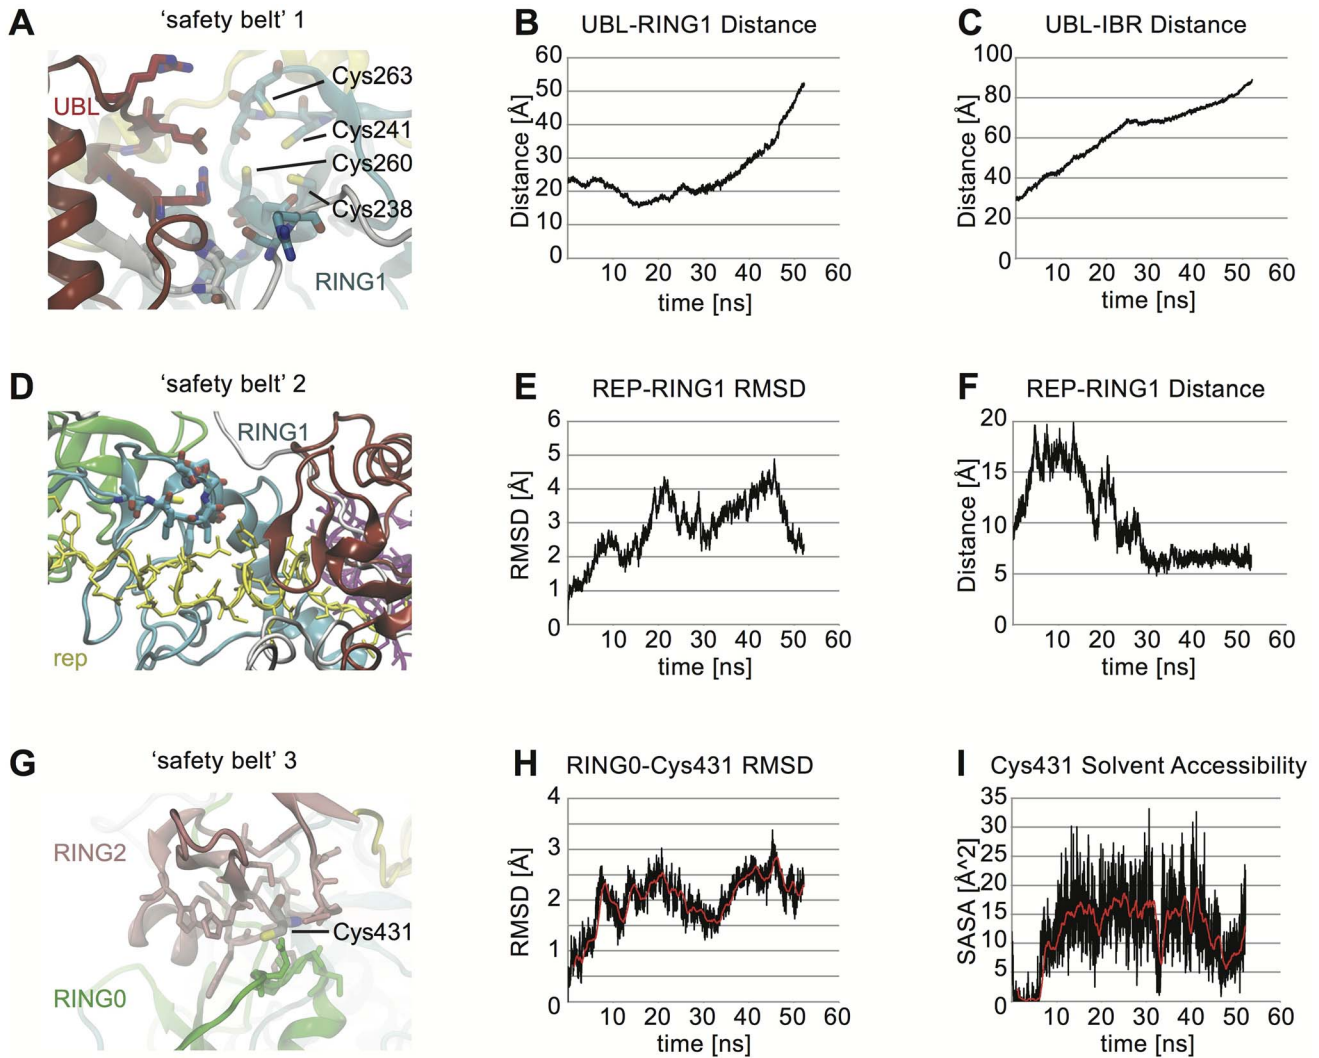 A
'safety belt' 1
UBL
Cys263
Cys241
Cys260
Cys238
RING1
B
UBL-RING1 Distance
Distance [Å]
60
50
40
30
20
10
0
10 20 30 40 50 60
time [ns]
C
UBL-IBR Distance
Distance [Å]
100
80
60
40
20
0
10 20 30 40 50 60
time [ns]
D
'safety belt' 2
RING1
rep
E
REP-RING1 RMSD
RMSD [Å]
6
5
4
3
2
1
0
10 20 30 40 50 60
time [ns]
F
REP-RING1 Distance
Distance [Å]
20
15
10
5
0
10 20 30 40 50 60
time [ns]
G
'safety belt' 3
RING2
Cys431
RING0
H
RING0-Cys431 RMSD
RMSD [Å]
4
3
2
1
0
10 20 30 40 50 60
time [ns]
I
Cys431 Solvent Accessibility
SASA [Å^2]
35
30
25
20
15
10
5
0
10 20 30 40 50 60
time [ns]